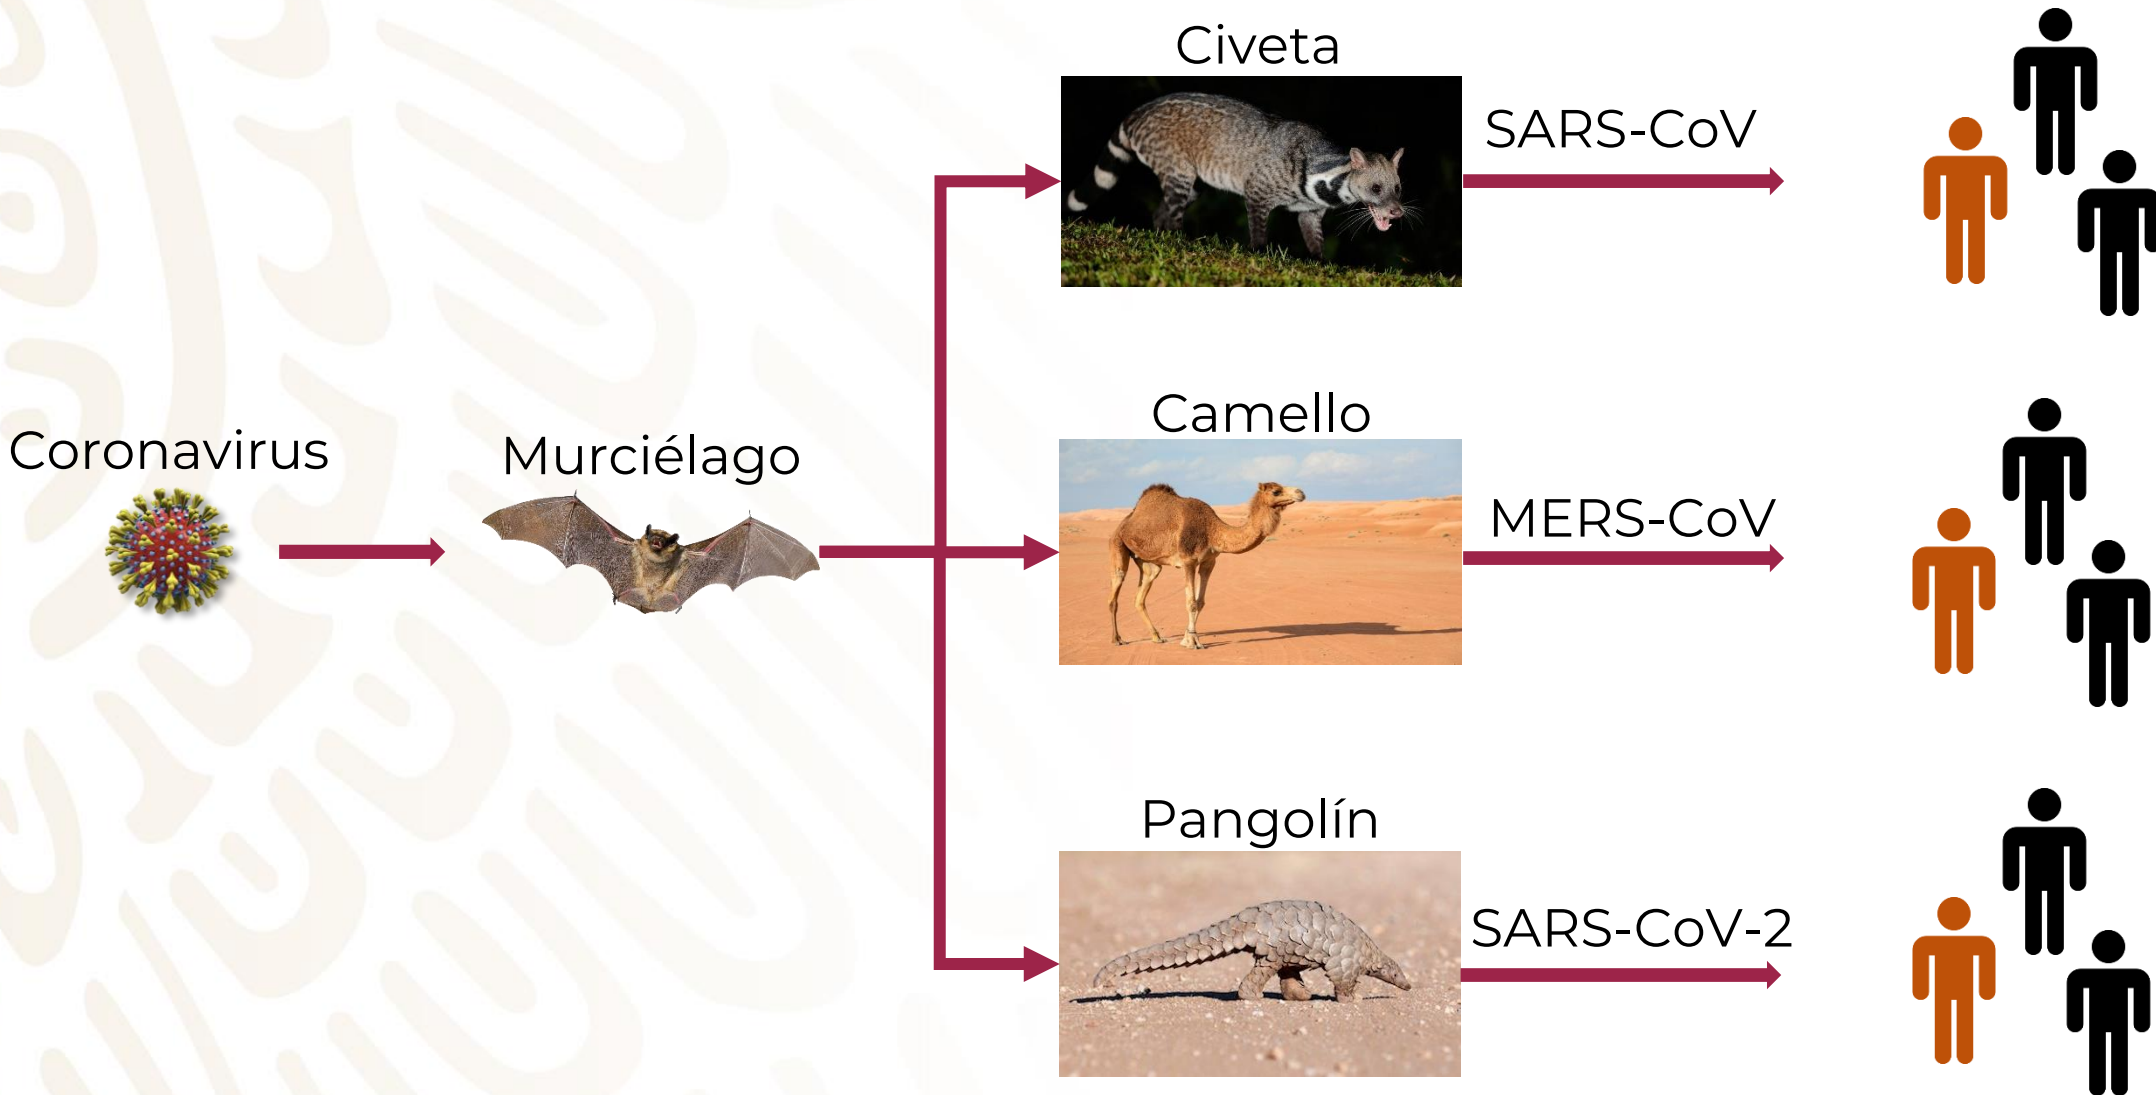 Coronavirus
Murciélago
Civeta
SARS-CoV
Camello
MERS-CoV
Pangolín
SARS-CoV-2